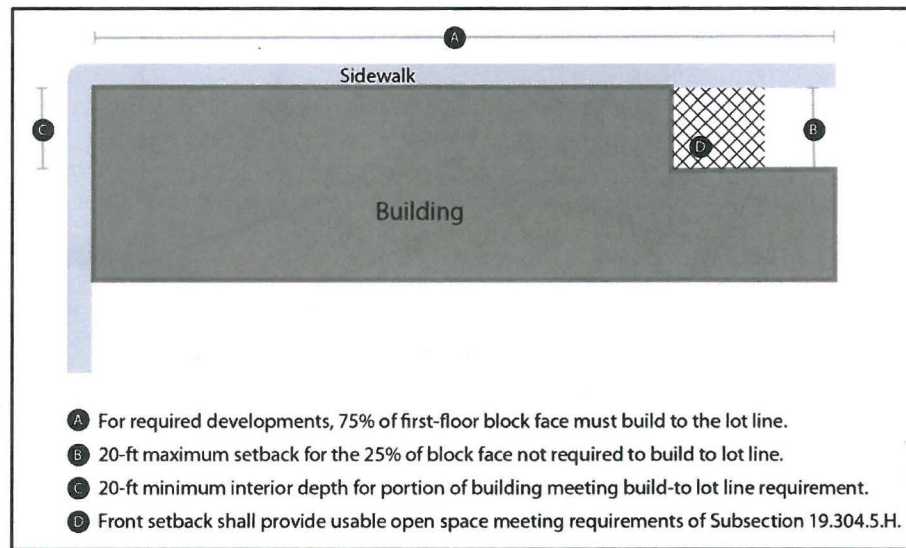 A
Sidewalk
C
B
D
Building
A For required developments, 75% of first-floor block face must build to the lot line.
B 20-ft maximum setback for the 25% of block face not required to build to lot line.
C 20-ft minimum interior depth for portion of building meeting build-to lot line requirement.
D Front setback shall provide usable open space meeting requirements of Subsection 19.304.5.H.